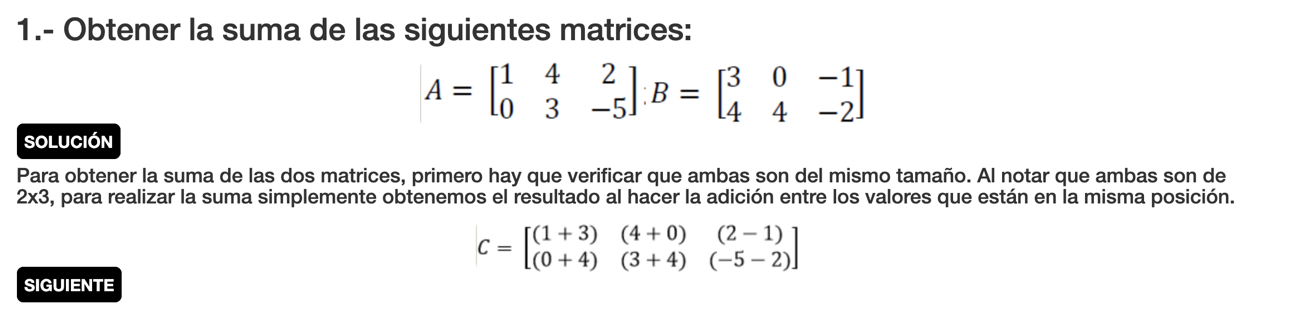 1.- Obtener la suma de las siguientes matrices:
A = [1 4 2; 0 3 −5] ; B = [3 0 −1; 4 4 −2]
SOLUCIÓN
Para obtener la suma de las dos matrices, primero hay que verificar que ambas son del mismo tamaño. Al notar que ambas son de
2x3, para realizar la suma simplemente obtenemos el resultado al hacer la adición entre los valores que están en la misma posición.
C = [(1 + 3) (4 + 0) (2 − 1); (0 + 4) (3 + 4) (−5 − 2)]
SIGUIENTE